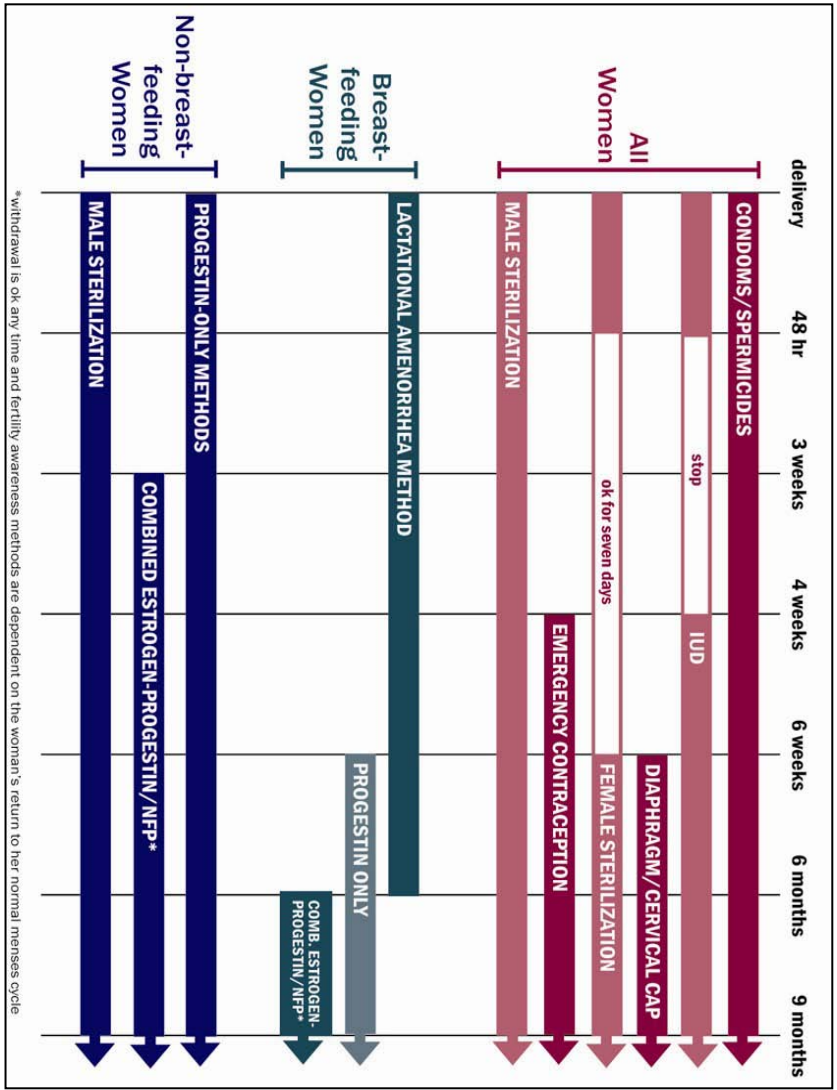 delivery
48 hr
3 weeks
4 weeks
6 weeks
6 months
9 months
All
Women
CONDOMS/SPERMICIDES
stop
IUD
DIAPHRAGM/CERVICAL CAP
ok for seven days
FEMALE STERILIZATION
EMERGENCY CONTRACEPTION
MALE STERILIZATION
Breast-
feeding
Women
LACTATIONAL AMENORRHEA METHOD
PROGESTIN ONLY
COMB. ESTROGEN-
PROGESTIN/NFP*
Non-breast-
feeding
Women
PROGESTIN-ONLY METHODS
COMBINED ESTROGEN-PROGESTIN/NFP*
MALE STERILIZATION
*withdrawal is ok any time and fertility awareness methods are dependent on the woman's return to her normal menses cycle